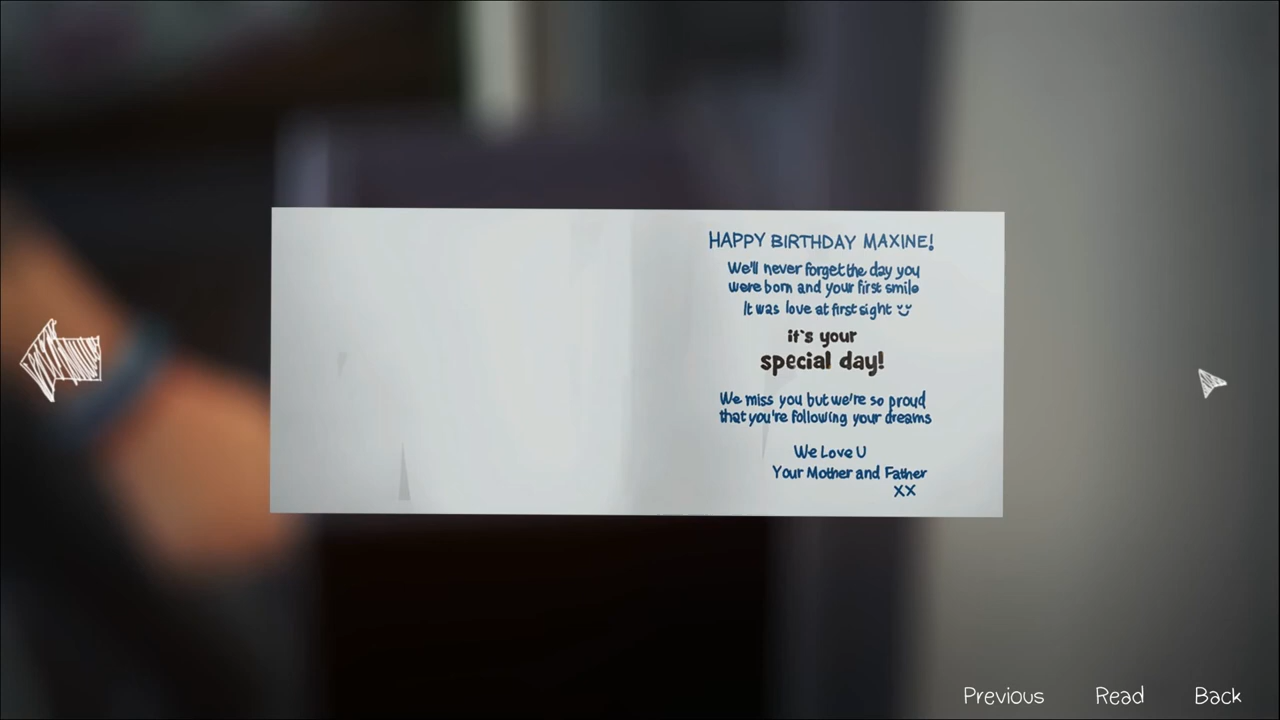 HAPPY BIRTHDAY MAXINE!
We'll never forget the day you
were born and your first smile
It was love at first sight
it's your
special day!
We miss you but we're so proud
that you're following your dreams
We Love U
Your Mother and Father
XX
Previous
Read
Back